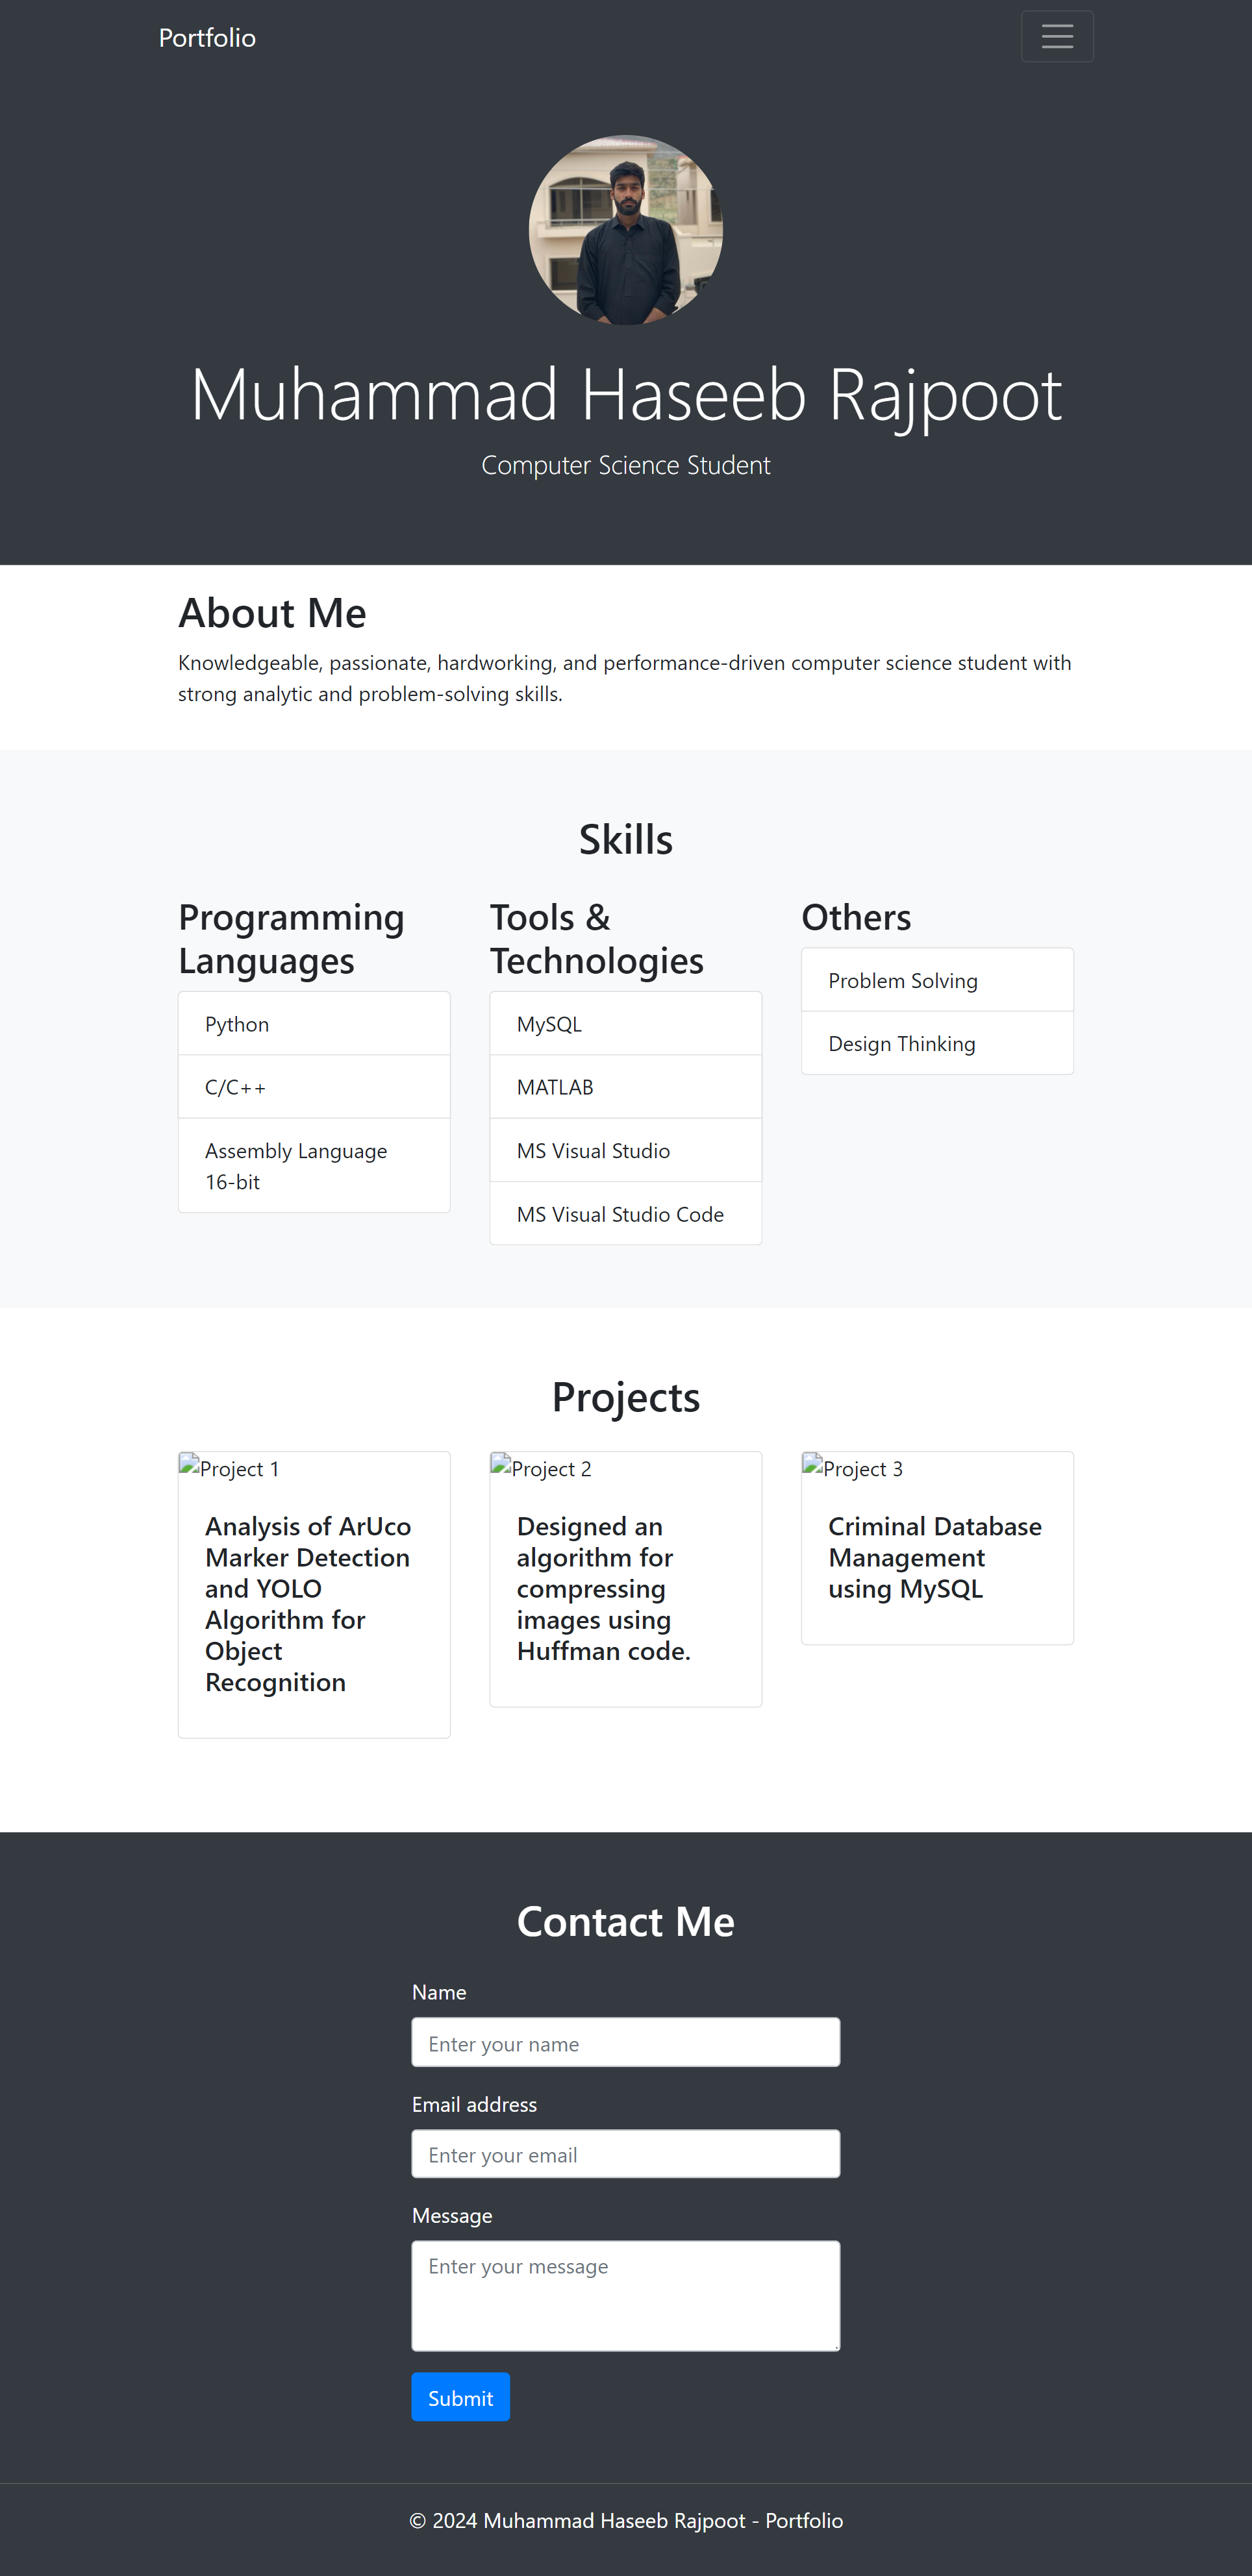 Portfolio
Muhammad Haseeb Rajpoot
Computer Science Student
About Me
Knowledgeable, passionate, hardworking, and performance-driven computer science student with
strong analytic and problem-solving skills.
Skills
Programming
Languages
Python
C/C++
Assembly Language
16-bit
Tools &
Technologies
MySQL
MATLAB
MS Visual Studio
MS Visual Studio Code
Others
Problem Solving
Design Thinking
Projects
Project 1
Analysis of ArUco
Marker Detection
and YOLO
Algorithm for
Object
Recognition
Project 2
Designed an
algorithm for
compressing
images using
Huffman code.
Project 3
Criminal Database
Management
using MySQL
Contact Me
Name
Enter your name
Email address
Enter your email
Message
Enter your message
Submit
© 2024 Muhammad Haseeb Rajpoot - Portfolio